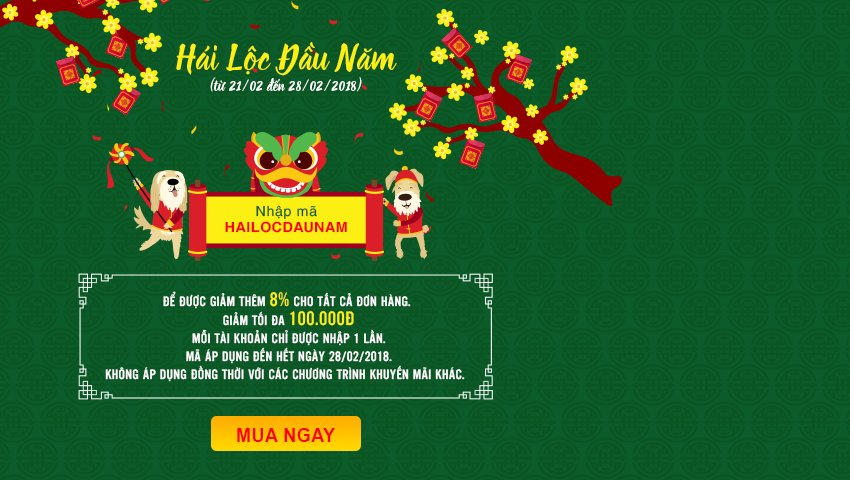 Hái Lộc Đầu Năm
(từ 21/02 đến 28/02/2018)
Nhập mã
HAILOCDAUNAM
ĐỂ ĐƯỢC GIẢM THÊM 8% CHO TẤT CẢ ĐƠN HÀNG.
GIẢM TỐI ĐA 100.000Đ
MỖI TÀI KHOẢN CHỈ ĐƯỢC NHẬP 1 LẦN.
MÃ ÁP DỤNG ĐẾN HẾT NGÀY 28/02/2018.
KHÔNG ÁP DỤNG ĐỒNG THỜI VỚI CÁC CHƯƠNG TRÌNH KHUYẾN MÃI KHÁC.
MUA NGAY